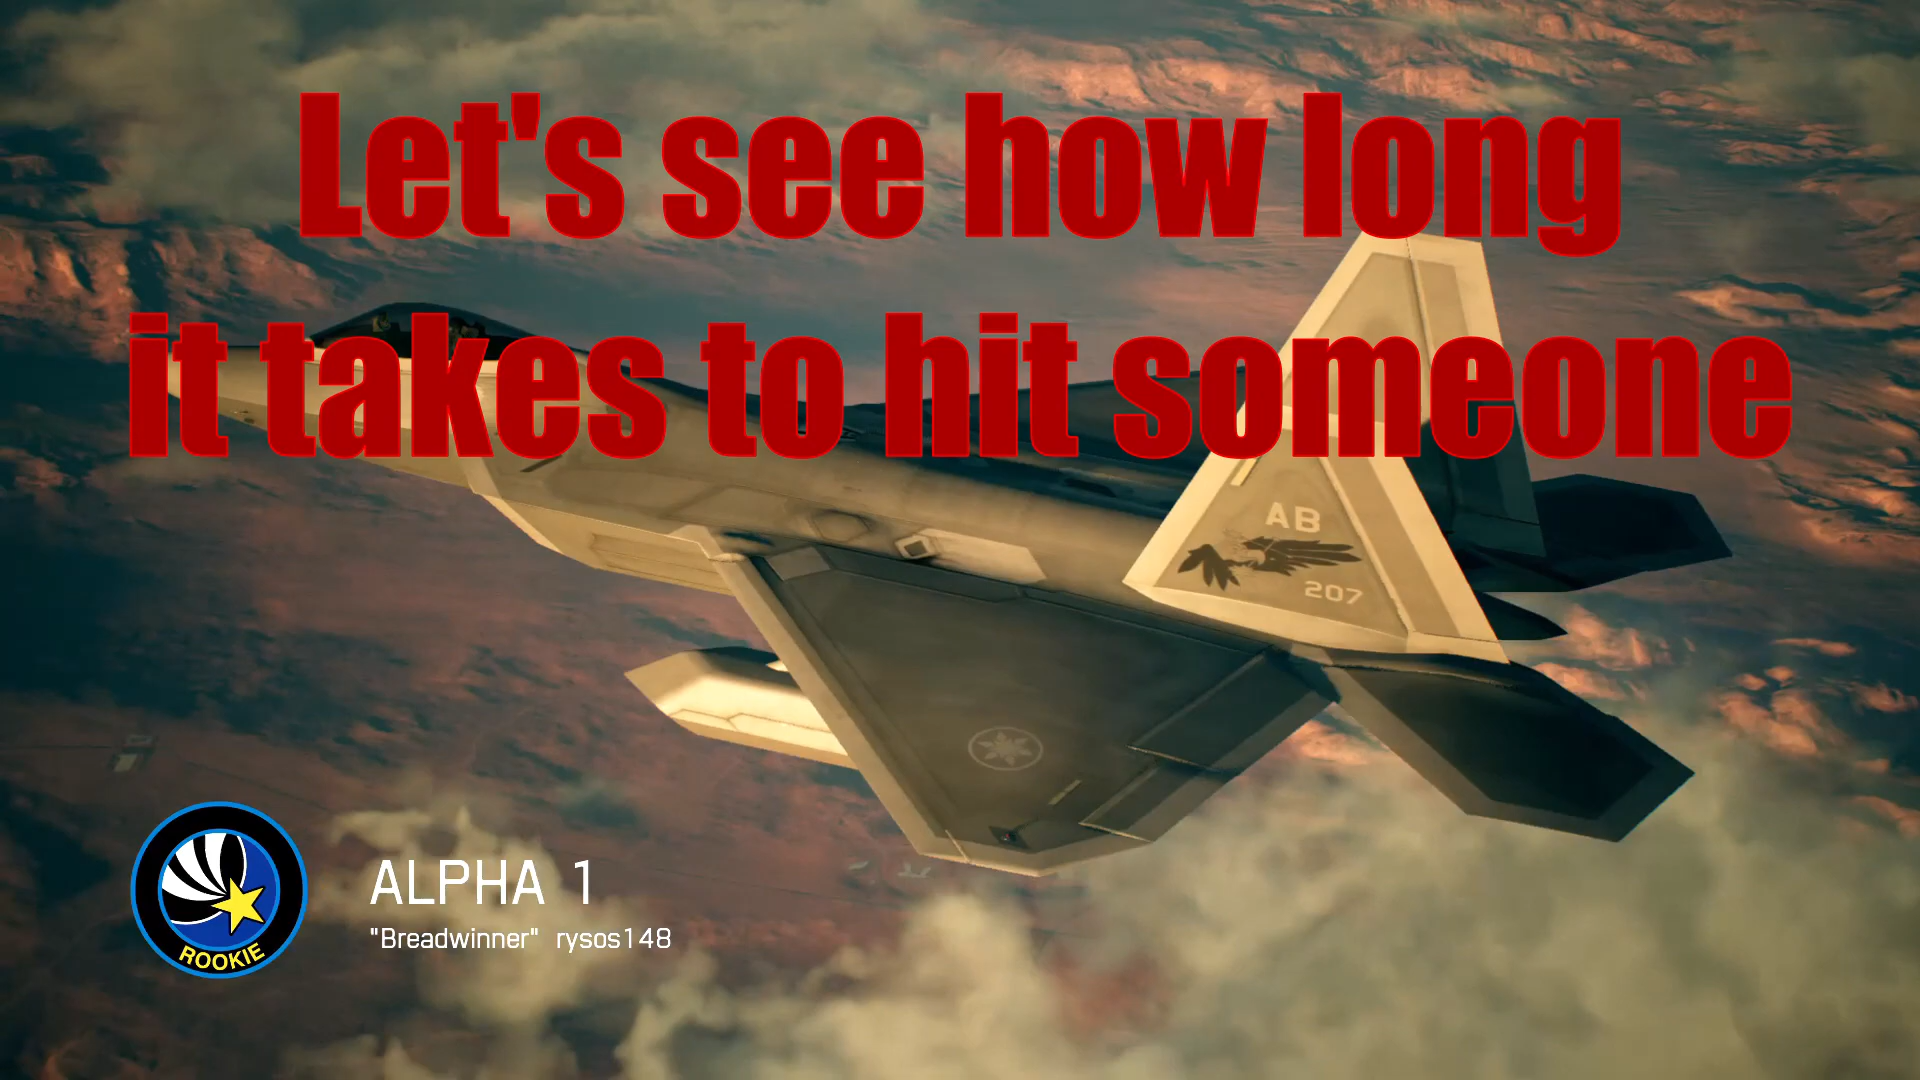 Let's see how long
it takes to hit someone
AB
207
ROOKIE
ALPHA 1
"Breadwinner" rysos148